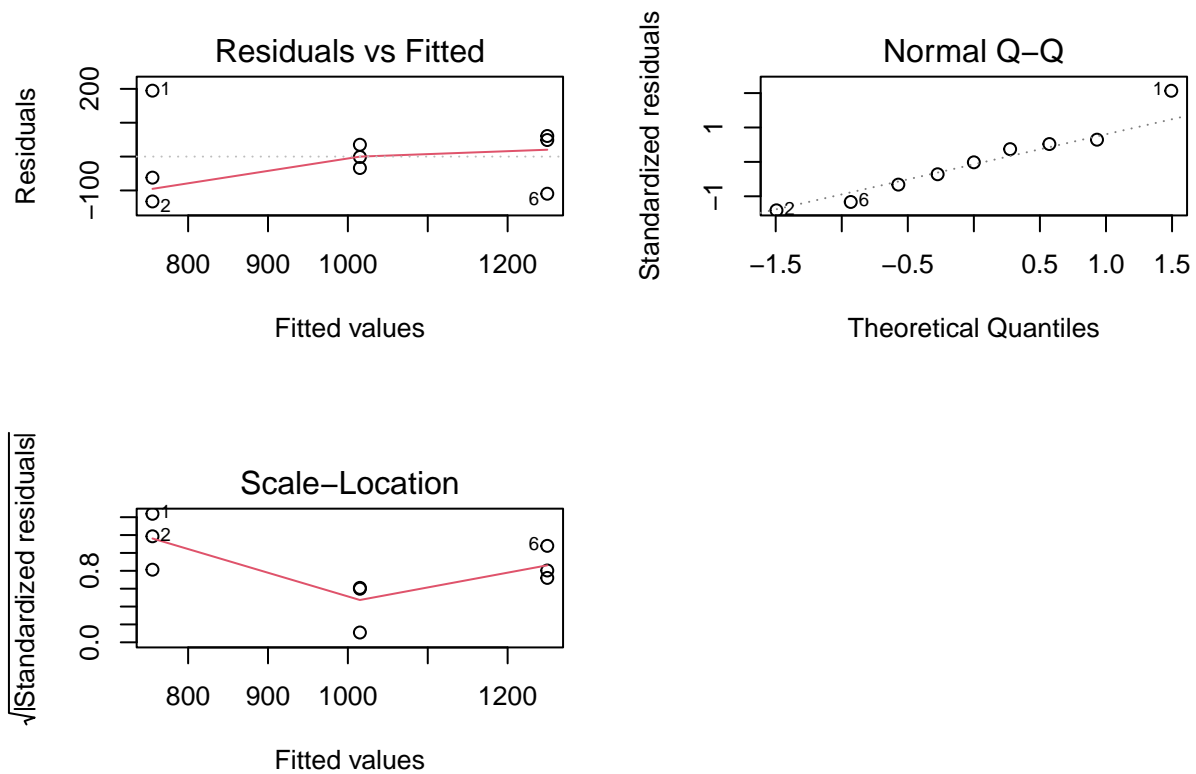 Residuals vs Fitted
Residuals
200
−100
1
2
6
800 900 1000 1200
Fitted values
Normal Q−Q
Standardized residuals
1
−1
1
2
6
−1.5 −0.5 0.5 1.0 1.5
Theoretical Quantiles
Scale−Location
√|Standardized residuals|
0.8
0.0
1
2
6
800 900 1000 1200
Fitted values